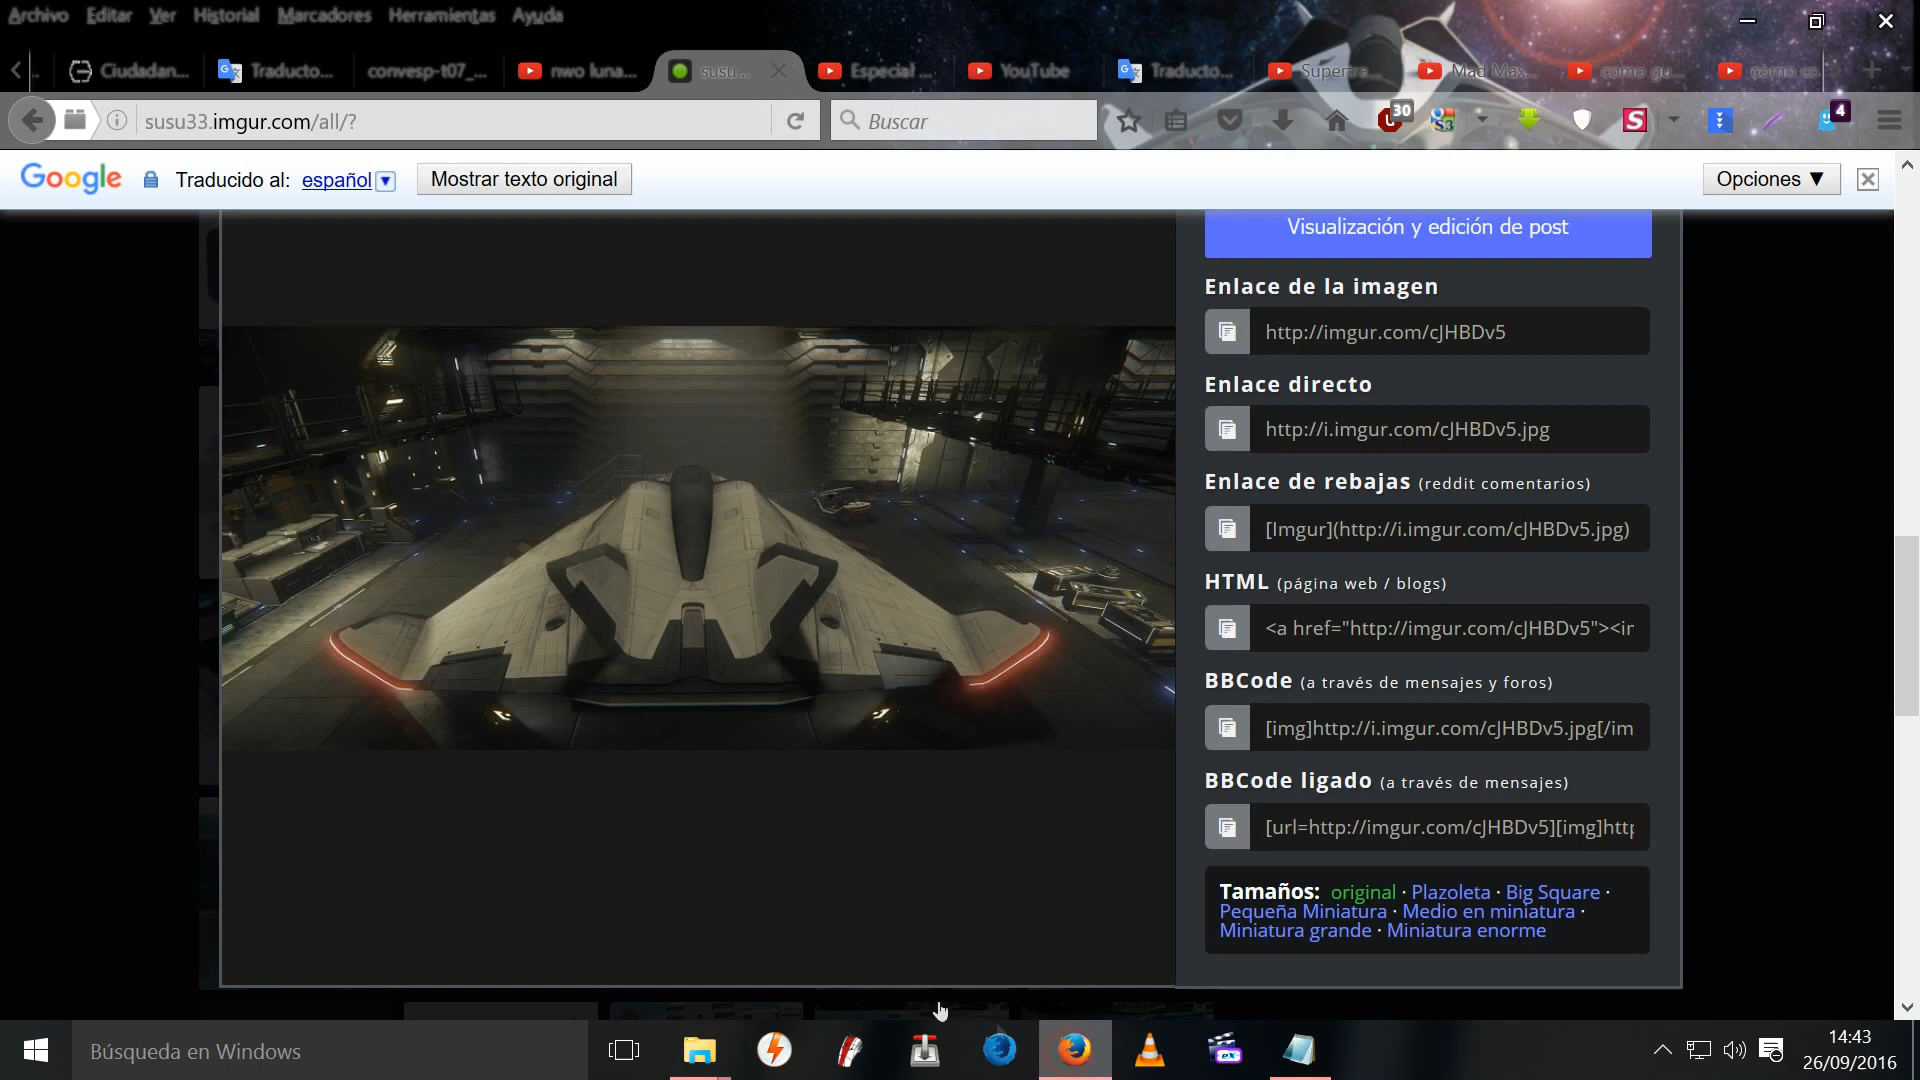 Archivo Editar Ver Historial Marcadores Herramientas Ayuda
Ciudadan... Traducto... convesp-t07_... nwo luna... susu... Especial ... YouTube Traducto... Supertra... Mad Max... como gu... cómo co...
susu33.imgur.com/all/? Buscar 30 S3 S 4
Google Traducido al: español Mostrar texto original Opciones ▼
Visualización y edición de post
Enlace de la imagen
http://imgur.com/cJHBDv5
Enlace directo
http://i.imgur.com/cJHBDv5.jpg
Enlace de rebajas (reddit comentarios)
[Imgur](http://i.imgur.com/cJHBDv5.jpg)
HTML (página web / blogs)
<a href="http://imgur.com/cJHBDv5"><ir
BBCode (a través de mensajes y foros)
[img]http://i.imgur.com/cJHBDv5.jpg[/im
BBCode ligado (a través de mensajes)
[url=http://imgur.com/cJHBDv5][img]http
Tamaños: original · Plazoleta · Big Square ·
Pequeña Miniatura · Medio en miniatura ·
Miniatura grande · Miniatura enorme
Búsqueda en Windows
ex
14:43
26/09/2016